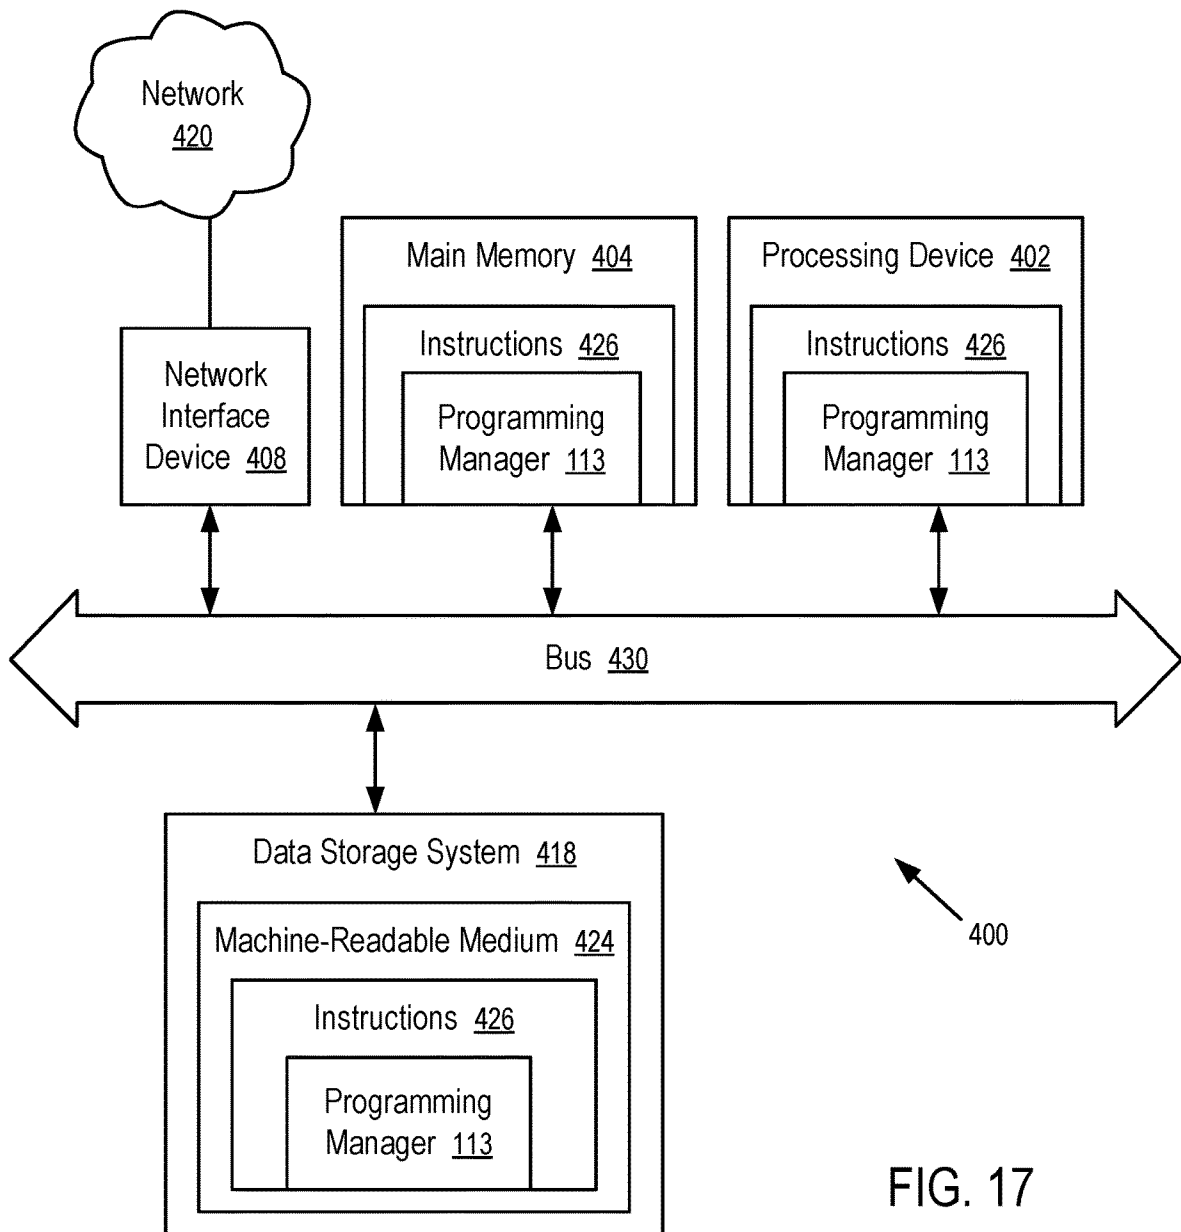 Network
420
Network
Interface
Device 408
Main Memory 404
Instructions 426
Programming
Manager 113
Processing Device 402
Instructions 426
Programming
Manager 113
Bus 430
Data Storage System 418
Machine-Readable Medium 424
Instructions 426
Programming
Manager 113
400
FIG. 17